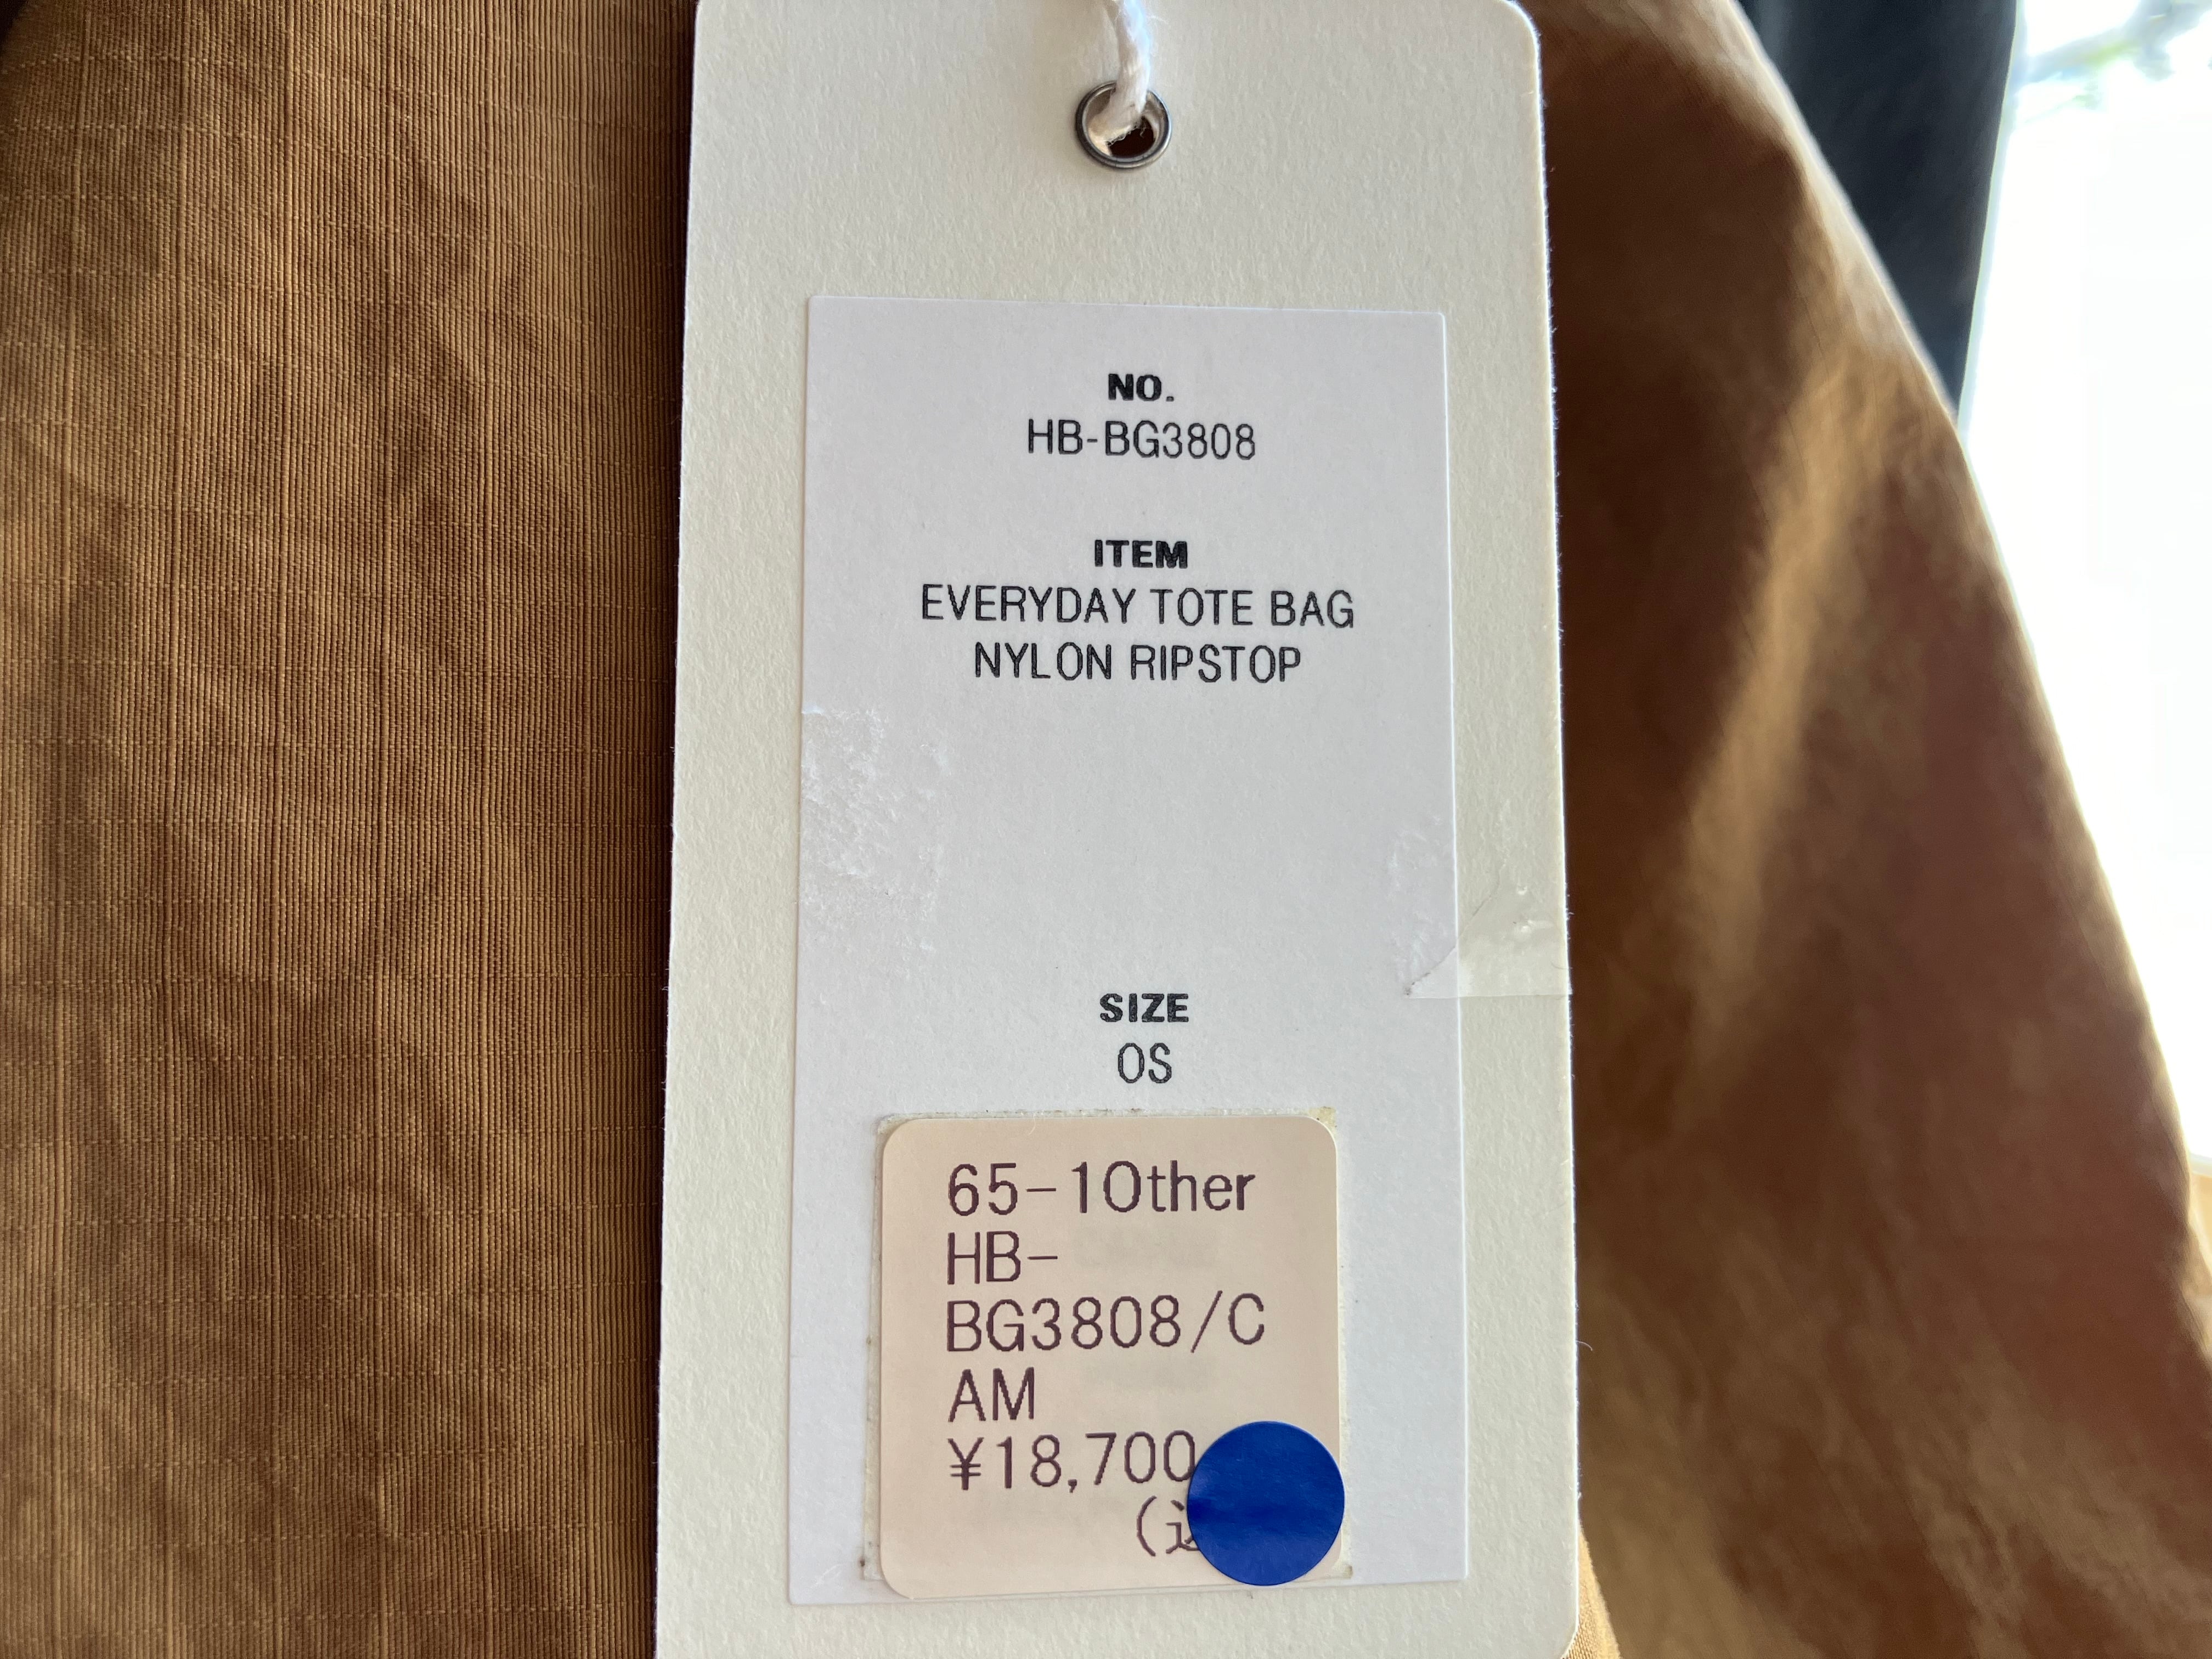 NO.
HB-BG3808
ITEM
EVERYDAY TOTE BAG
NYLON RIPSTOP
SIZE
OS
65-1Other
HB-
BG3808/C
AM
¥18,700